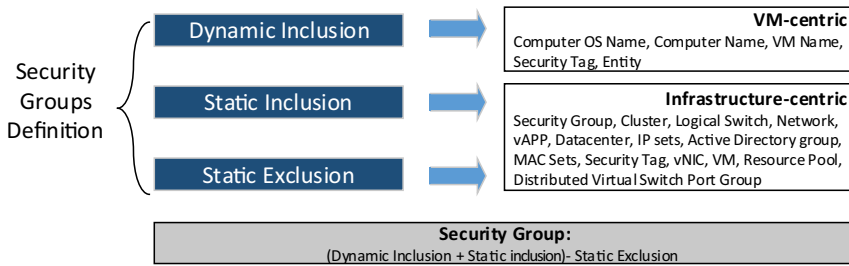 Security
Groups
Definition
Dynamic Inclusion
Static Inclusion
Static Exclusion
VM-centric
Computer OS Name, Computer Name, VM Name,
Security Tag, Entity
Infrastructure-centric
Security Group, Cluster, Logical Switch, Network,
vAPP, Datacenter, IP sets, Active Directory group,
MAC Sets, Security Tag, vNIC, VM, Resource Pool,
Distributed Virtual Switch Port Group
Security Group:
(Dynamic Inclusion + Static inclusion)- Static Exclusion